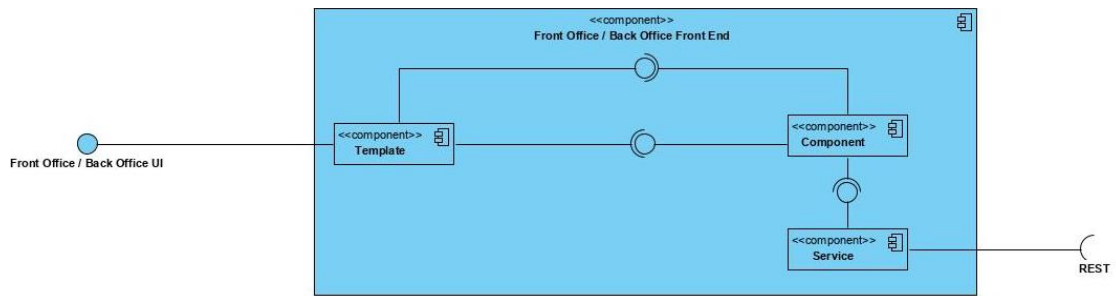 <<component>>
Front Office / Back Office Front End
<<component>>
Template
<<component>>
Component
Front Office / Back Office UI
<<component>>
Service
REST